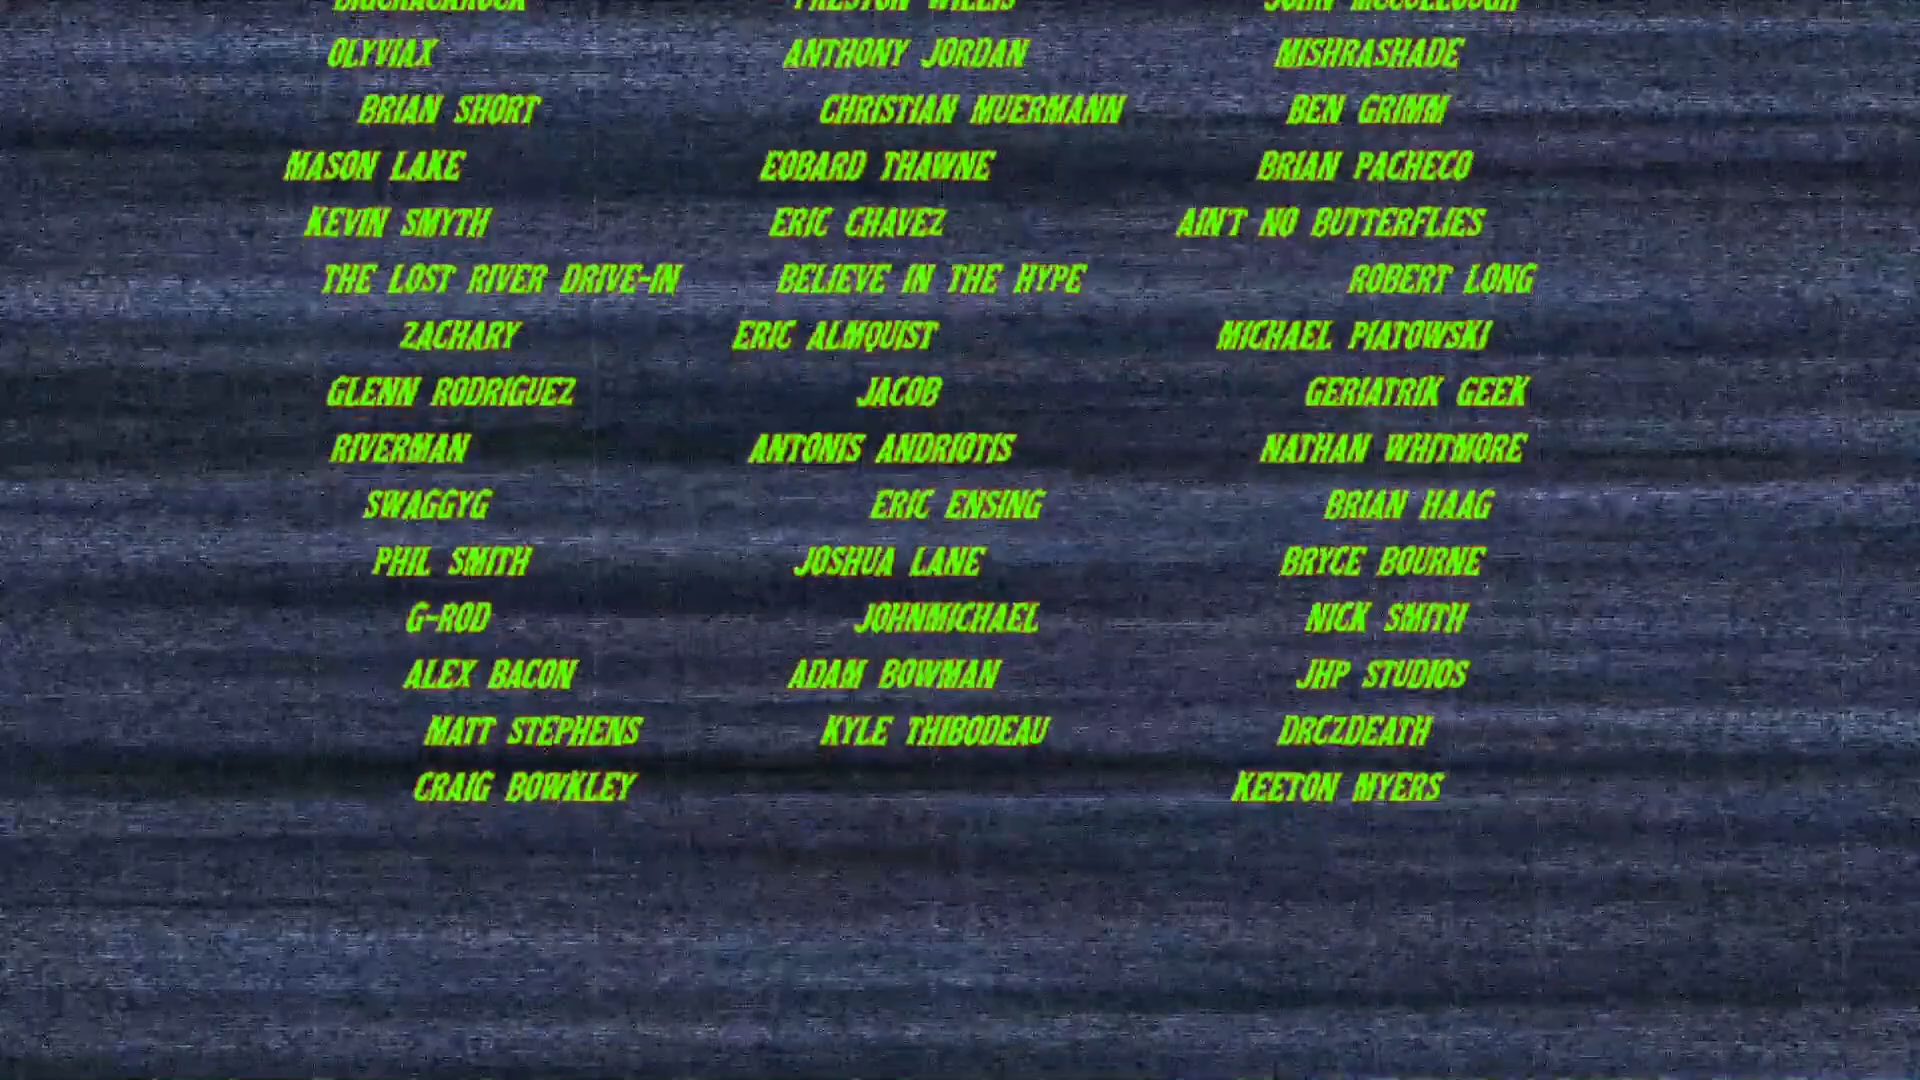 PRESTON WILLIS JOHN MCCULLOUGH
OLYVIAX ANTHONY JORDAN MISHRASHADE
BRIAN SHORT CHRISTIAN MUERMANN BEN GRIMM
MASON LAKE EOBARD THAWNE BRIAN PACHECO
KEVIN SMYTH ERIC CHAVEZ AIN'T NO BUTTERFLIES
THE LOST RIVER DRIVE-IN BELIEVE IN THE HYPE ROBERT LONG
ZACHARY ERIC ALMQUIST MICHAEL PIATOWSKI
GLENN RODRIGUEZ JACOB GERIATRIK GEEK
RIVERMAN ANTONIS ANDRIOTIS NATHAN WHITMORE
SWAGGYG ERIC ENSING BRIAN HAAG
PHIL SMITH JOSHUA LANE BRYCE BOURNE
G-ROD JOHNMICHAEL NICK SMITH
ALEX BACON ADAM BOWMAN JHP STUDIOS
MATT STEPHENS KYLE THIBODEAU DRCZDEATH
CRAIG BOWKLEY KEETON MYERS